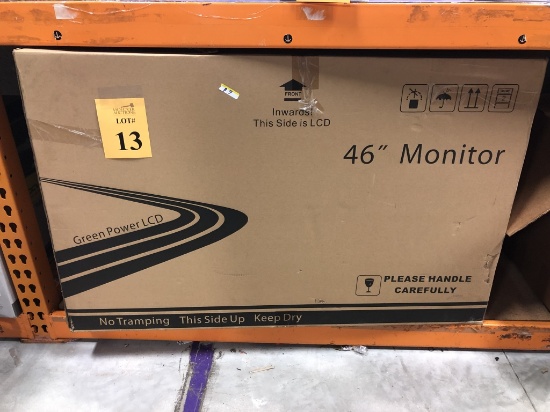 LOT#
13
FRONT
Inwards!
This Side is LCD
46" Monitor
Green Power LCD
PLEASE HANDLE
CAREFULLY
No Tramping This Side Up Keep Dry